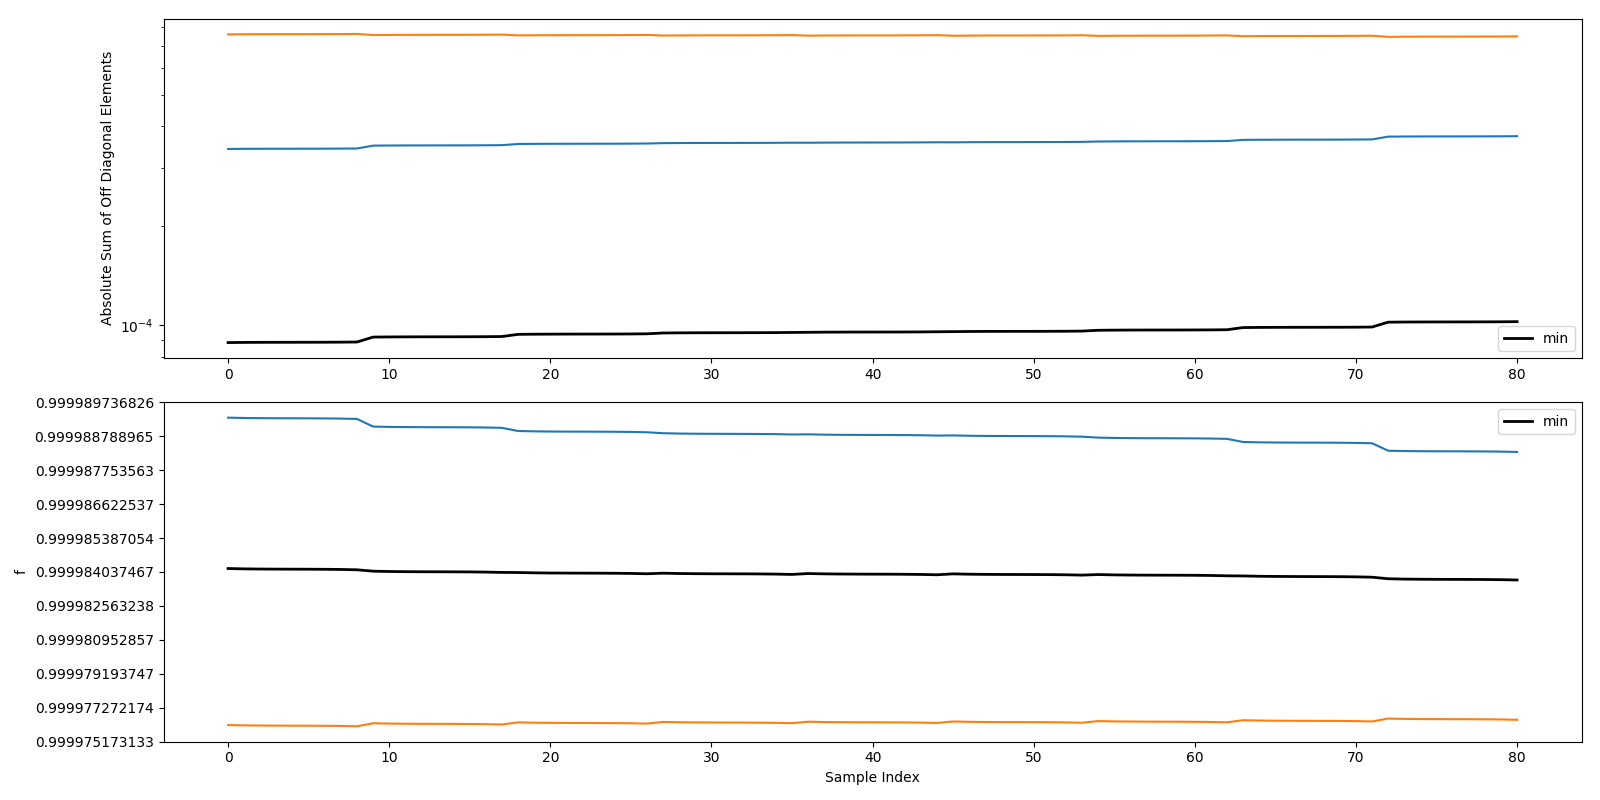 Absolute Sum of Off Diagonal Elements
10⁻⁴
min
0 10 20 30 40 50 60 70 80
f
0.999989736826
0.999988788965
0.999987753563
0.999986622537
0.999985387054
0.999984037467
0.999982563238
0.999980952857
0.999979193747
0.999977272174
0.999975173133
min
0 10 20 30 40 50 60 70 80
Sample Index